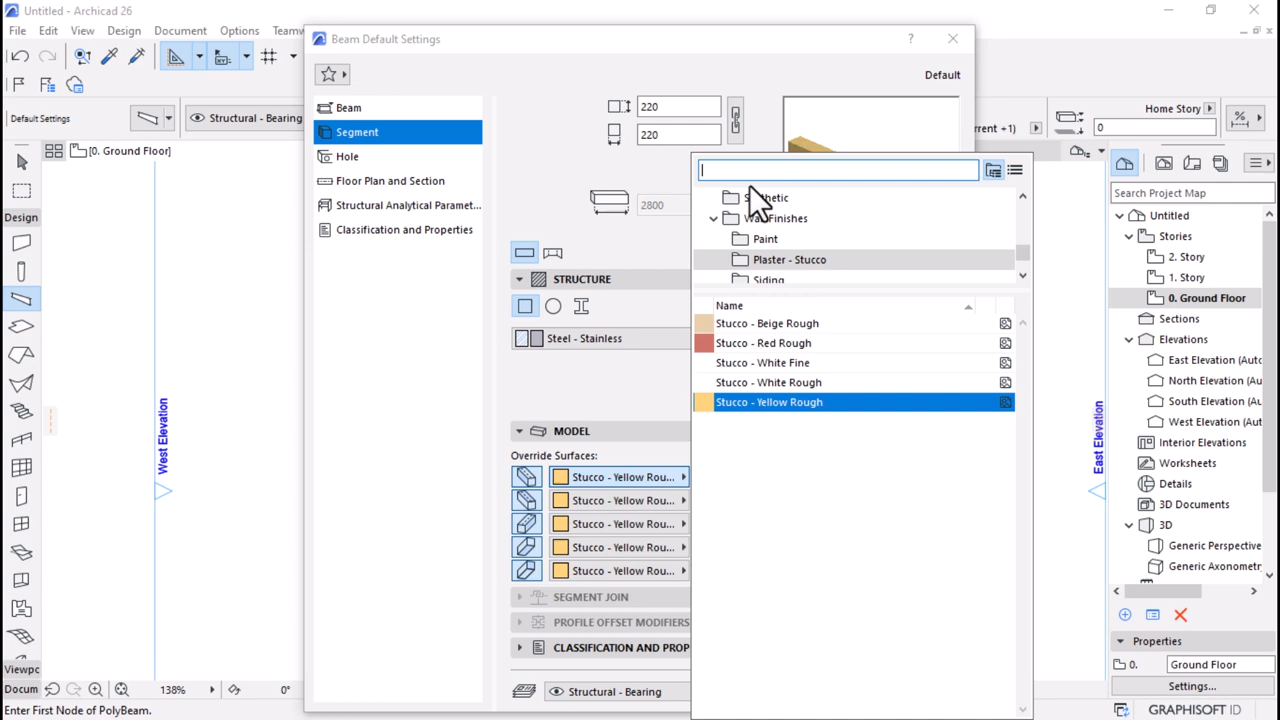 Untitled - Archicad 26
File Edit View Design Document Options Teamw
Beam Default Settings
?
Default
Default Settings
Structural - Bearing
[0. Ground Floor]
Design
Viewpc
Docum
138%
0°
Enter First Node of PolyBeam.
West Elevation
East Elevation
Beam
Segment
Hole
Floor Plan and Section
Structural Analytical Paramet...
Classification and Properties
220
220
2800
STRUCTURE
Steel - Stainless
MODEL
Override Surfaces:
Stucco - Yellow Rou...
Stucco - Yellow Rou...
Stucco - Yellow Rou...
Stucco - Yellow Rou...
Stucco - Yellow Rou...
SEGMENT JOIN
PROFILE OFFSET MODIFIERS
CLASSIFICATION AND PROP
Structural - Bearing
Wall Finishes
Paint
Plaster - Stucco
Siding
Name
Stucco - Beige Rough
Stucco - Red Rough
Stucco - White Fine
Stucco - White Rough
Stucco - Yellow Rough
rrent +1)
Home Story
0
%
Search Project Map
Untitled
Stories
2. Story
1. Story
0. Ground Floor
Sections
Elevations
East Elevation (Auto
North Elevation (Au
South Elevation (Au
West Elevation (Aut
Interior Elevations
Worksheets
Details
3D Documents
3D
Generic Perspective
Generic Axonometr
Properties
0.
Ground Floor
Settings...
GRAPHISOFT ID